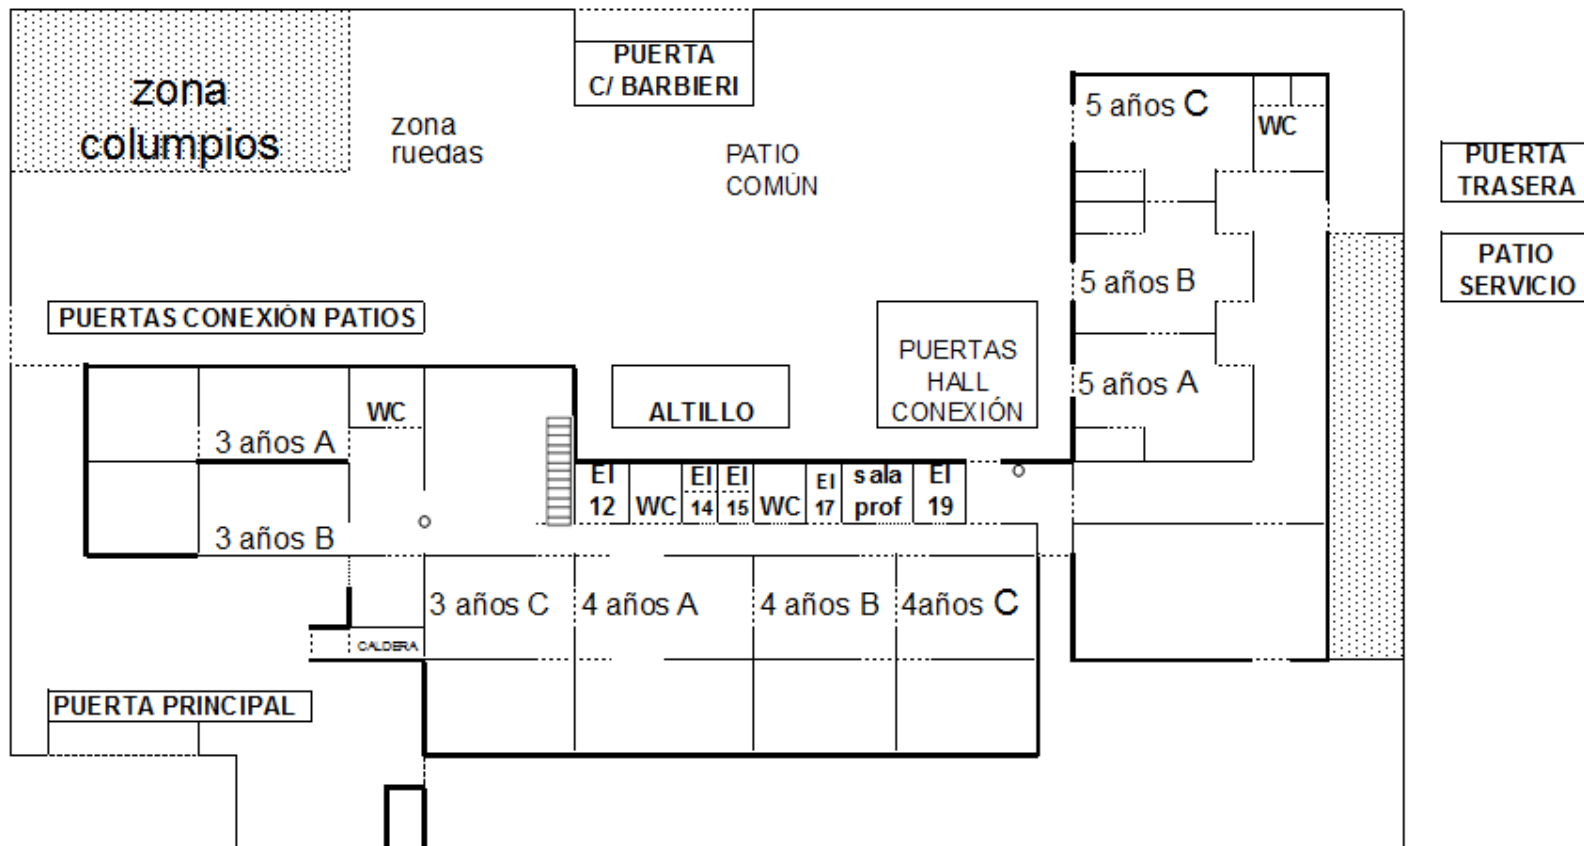 zona
columpios
zona
ruedas
PUERTA
C/ BARBIERI
PATIO
COMÚN
5 años C
WC
PUERTA
TRASERA
PATIO
SERVICIO
5 años B
PUERTAS CONEXIÓN PATIOS
PUERTAS
HALL
CONEXIÓN
5 años A
WC
ALTILLO
3 años A
EI
12
WC
EI
14
EI
15
WC
EI
17
sala
prof
EI
19
3 años B
3 años C
4 años A
4 años B
4años C
CALDERA
PUERTA PRINCIPAL